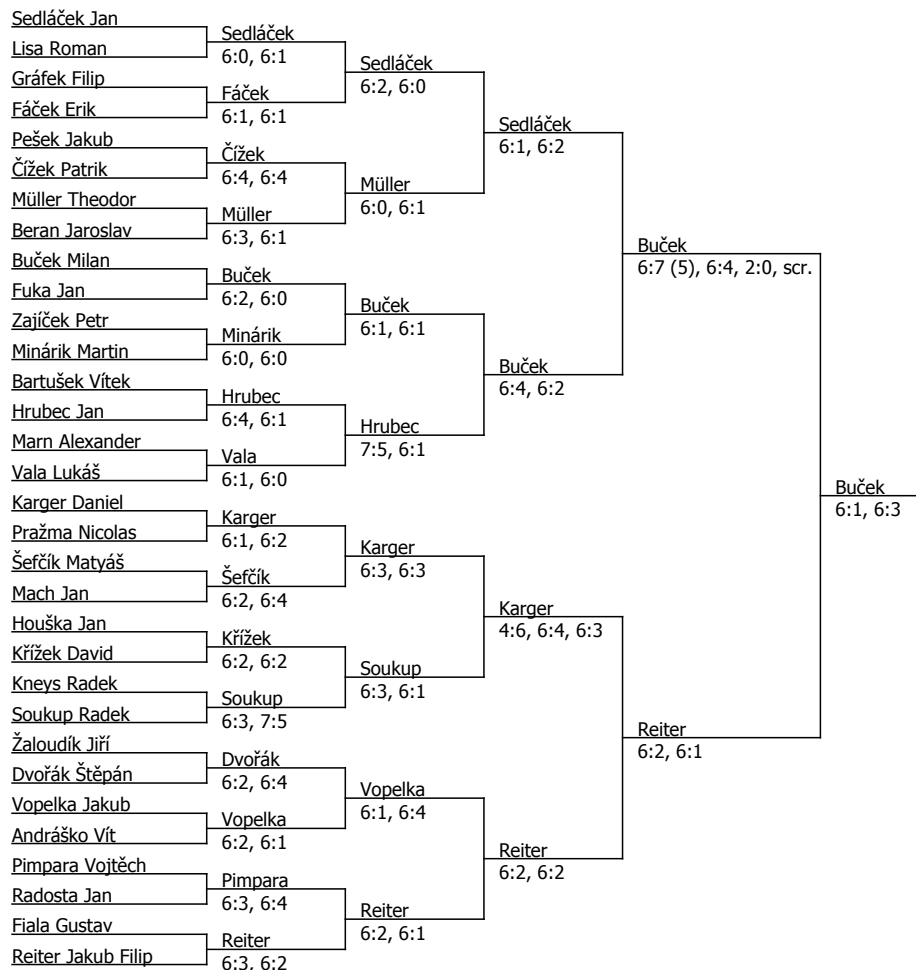 Sedláček Jan
Lisa Roman
Gráfek Filip
Fáček Erik
Pešek Jakub
Čížek Patrik
Müller Theodor
Beran Jaroslav
Buček Milan
Fuka Jan
Zajíček Petr
Minárik Martin
Bartušek Vítek
Hrubec Jan
Marn Alexander
Vala Lukáš
Karger Daniel
Pražma Nicolas
Šefčík Matyáš
Mach Jan
Houška Jan
Křížek David
Kneys Radek
Soukup Radek
Žaloudík Jiří
Dvořák Štěpán
Vopelka Jakub
Andráško Vít
Pimpara Vojtěch
Radosta Jan
Fiala Gustav
Reiter Jakub Filip
Sedláček
6:0, 6:1
Fáček
6:1, 6:1
Čížek
6:4, 6:4
Müller
6:3, 6:1
Buček
6:2, 6:0
Minárik
6:0, 6:0
Hrubec
6:4, 6:1
Vala
6:1, 6:0
Karger
6:1, 6:2
Šefčík
6:2, 6:4
Křížek
6:2, 6:2
Soukup
6:3, 7:5
Dvořák
6:2, 6:4
Vopelka
6:2, 6:1
Pimpara
6:3, 6:4
Reiter
6:3, 6:2
Sedláček
6:2, 6:0
Müller
6:0, 6:1
Buček
6:1, 6:1
Hrubec
7:5, 6:1
Karger
6:3, 6:3
Soukup
6:3, 6:1
Vopelka
6:1, 6:4
Reiter
6:2, 6:1
Sedláček
6:1, 6:2
Buček
6:4, 6:2
Karger
4:6, 6:4, 6:3
Reiter
6:2, 6:2
Buček
6:7 (5), 6:4, 2:0, scr.
Reiter
6:2, 6:1
Buček
6:1, 6:3